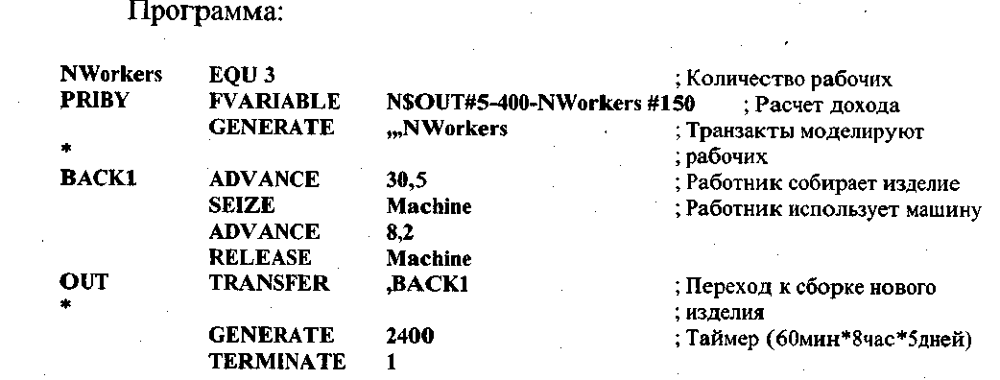 Программа:
NWorkers EQU 3 ; Количество рабочих
PRIBY FVARIABLE N$OUT#5-400-NWorkers #150 ; Расчет дохода
GENERATE ,,,NWorkers ; Транзакты моделируют
* ; рабочих
BACK1 ADVANCE 30,5 ; Работник собирает изделие
SEIZE Machine ; Работник использует машину
ADVANCE 8,2
RELEASE Machine
OUT TRANSFER ,BACK1 ; Переход к сборке нового
* ; изделия
GENERATE 2400 ; Таймер (60мин*8час*5дней)
TERMINATE 1